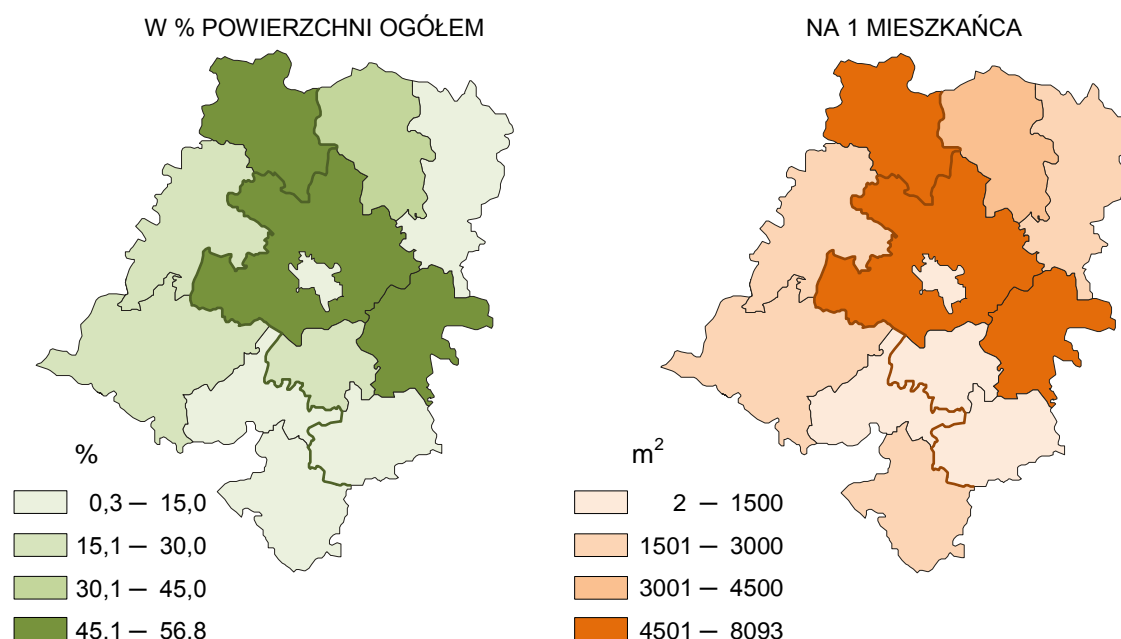 W % POWIERZCHNI OGÓŁEM
NA 1 MIESZKAŃCA
%
0,3 — 15,0
15,1 — 30,0
30,1 — 45,0
45,1 — 56,8
m²
2 — 1500
1501 — 3000
3001 — 4500
4501 — 8093